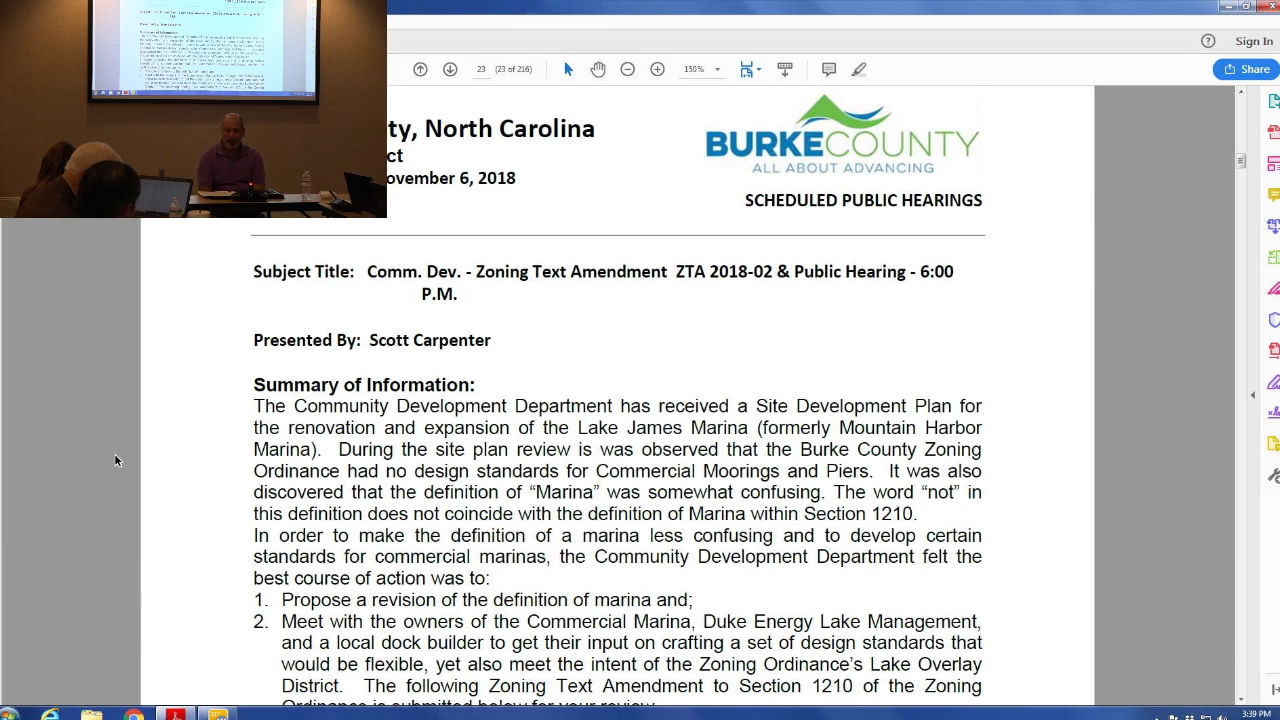 Sign In
23 (23 of 216)
150%
Share
ty, North Carolina
ct
ovember 6, 2018
BURKECOUNTY
ALL ABOUT ADVANCING
SCHEDULED PUBLIC HEARINGS
Subject Title: Comm. Dev. - Zoning Text Amendment ZTA 2018-02 & Public Hearing - 6:00
P.M.
Presented By: Scott Carpenter
Summary of Information:
The Community Development Department has received a Site Development Plan for
the renovation and expansion of the Lake James Marina (formerly Mountain Harbor
Marina). During the site plan review is was observed that the Burke County Zoning
Ordinance had no design standards for Commercial Moorings and Piers. It was also
discovered that the definition of “Marina” was somewhat confusing. The word “not” in
this definition does not coincide with the definition of Marina within Section 1210.
In order to make the definition of a marina less confusing and to develop certain
standards for commercial marinas, the Community Development Department felt the
best course of action was to:
1. Propose a revision of the definition of marina and;
2. Meet with the owners of the Commercial Marina, Duke Energy Lake Management,
and a local dock builder to get their input on crafting a set of design standards that
would be flexible, yet also meet the intent of the Zoning Ordinance’s Lake Overlay
District. The following Zoning Text Amendment to Section 1210 of the Zoning
Ordinance is submitted below for your review.
3:39 PM